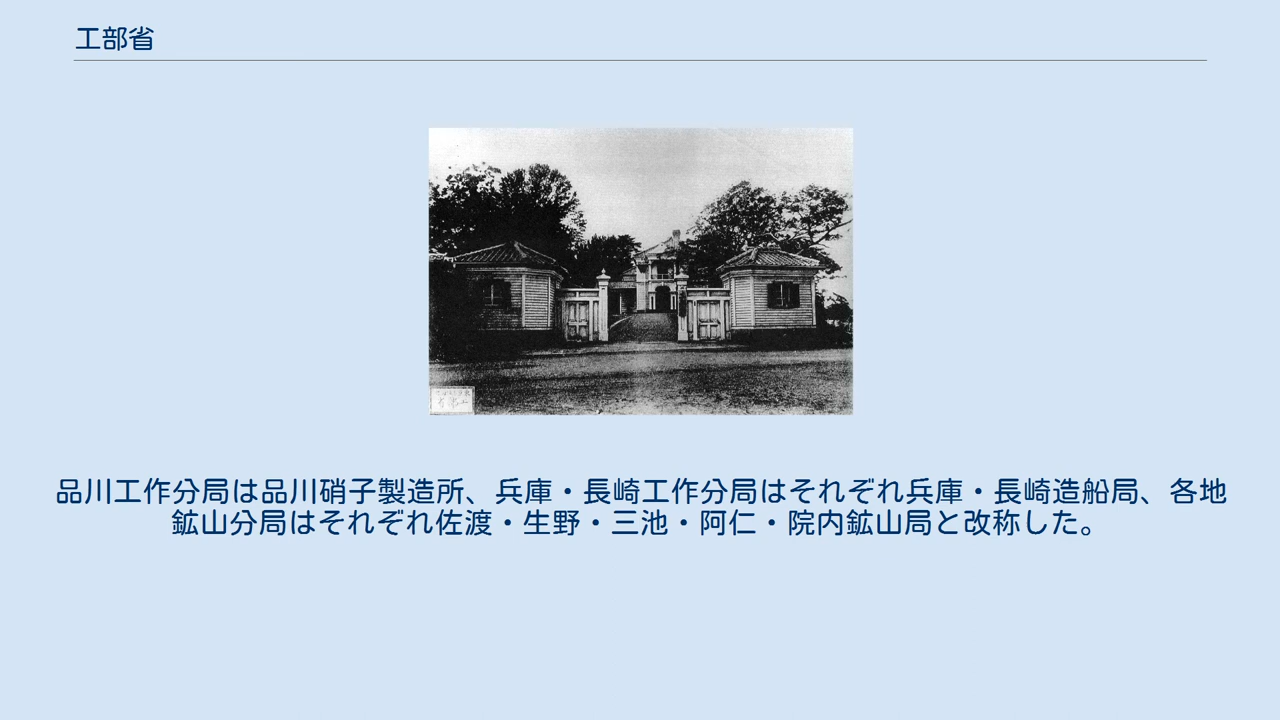 工部省
品川工作分局は品川硝子製造所、兵庫・長崎工作分局はそれぞれ兵庫・長崎造船局、各地
鉱山分局はそれぞれ佐渡・生野・三池・阿仁・院内鉱山局と改称した。